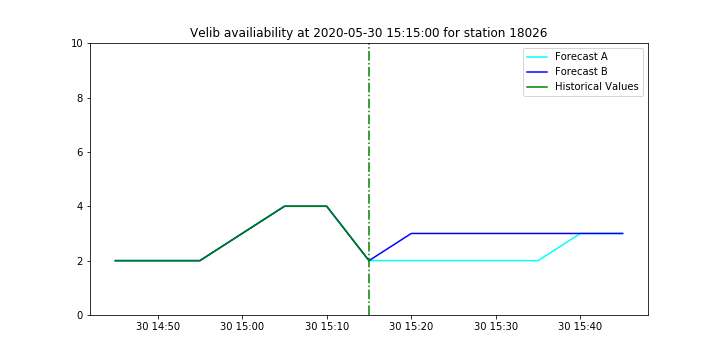 Velib availiability at 2020-05-30 15:15:00 for station 18026
10
8
6
4
2
0
Forecast A
Forecast B
Historical Values
30 14:50 30 15:00 30 15:10 30 15:20 30 15:30 30 15:40